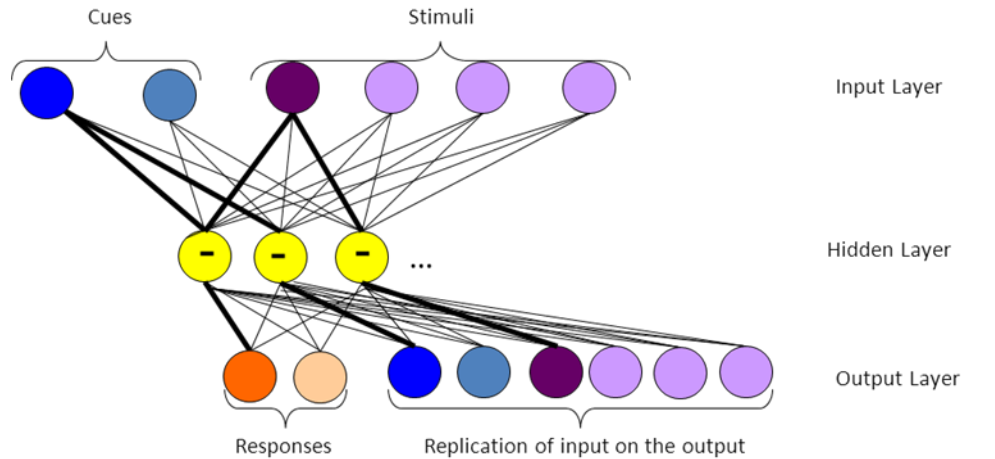 Cues
Stimuli
Input Layer
- - - ...
Hidden Layer
Output Layer
Responses
Replication of input on the output